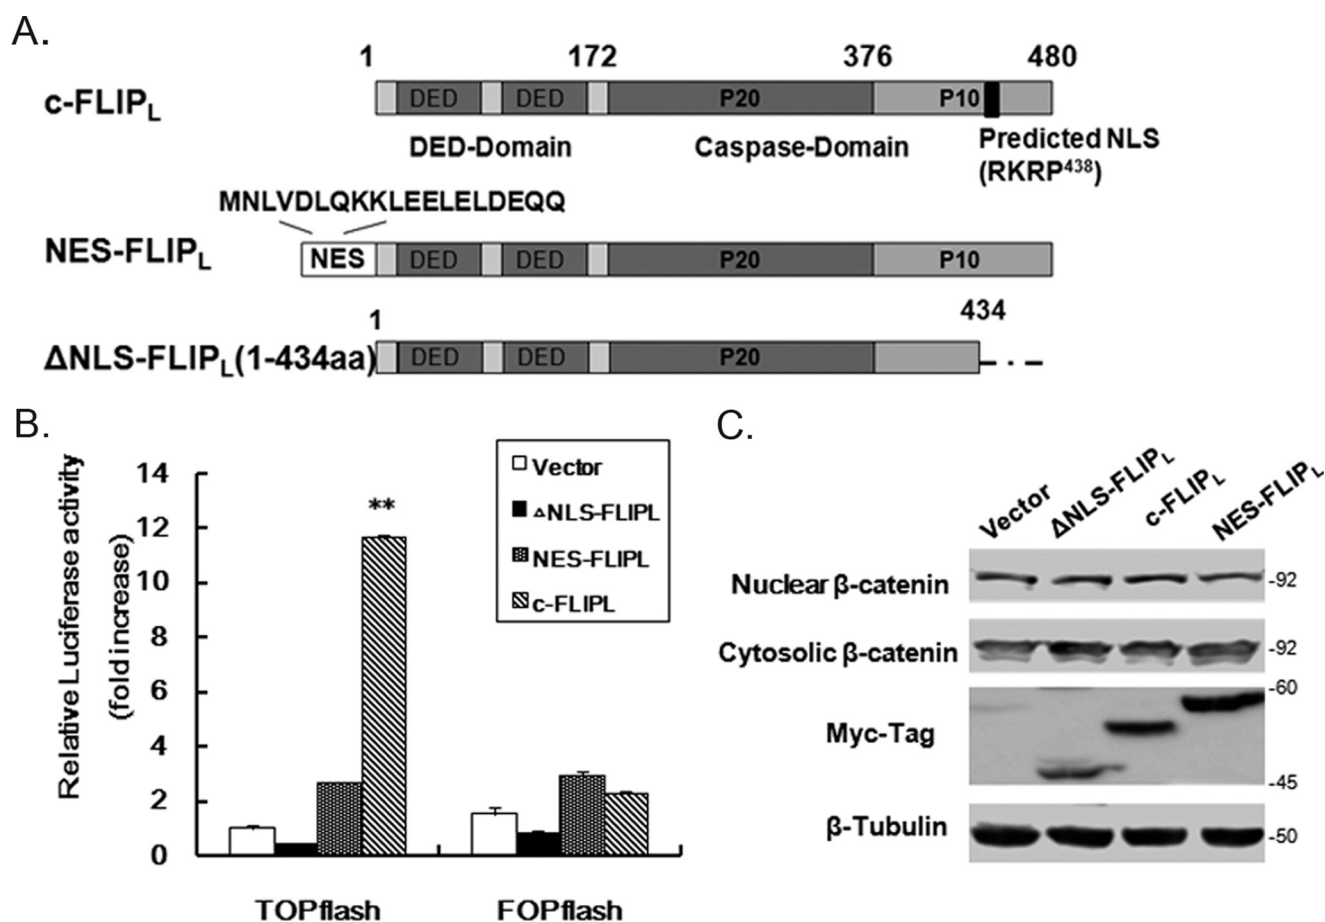 A.
1 172 376 480
c-FLIPL
DED DED P20 P10
DED-Domain Caspase-Domain Predicted NLS
(RKRP438)
MNLVDLQKKLEELELDEQQ
NES-FLIPL
NES DED DED P20 P10
1 434
ΔNLS-FLIPL(1-434aa)
DED DED P20
B.
Relative Luciferase activity
(fold increase)
14
12
10
8
6
4
2
0
**
Vector
ΔNLS-FLIPL
NES-FLIPL
c-FLIPL
TOPflash FOPflash
C.
Vector ΔNLS-FLIPL c-FLIPL NES-FLIPL
Nuclear β-catenin -92
Cytosolic β-catenin -92
-60
Myc-Tag
-45
β-Tubulin -50